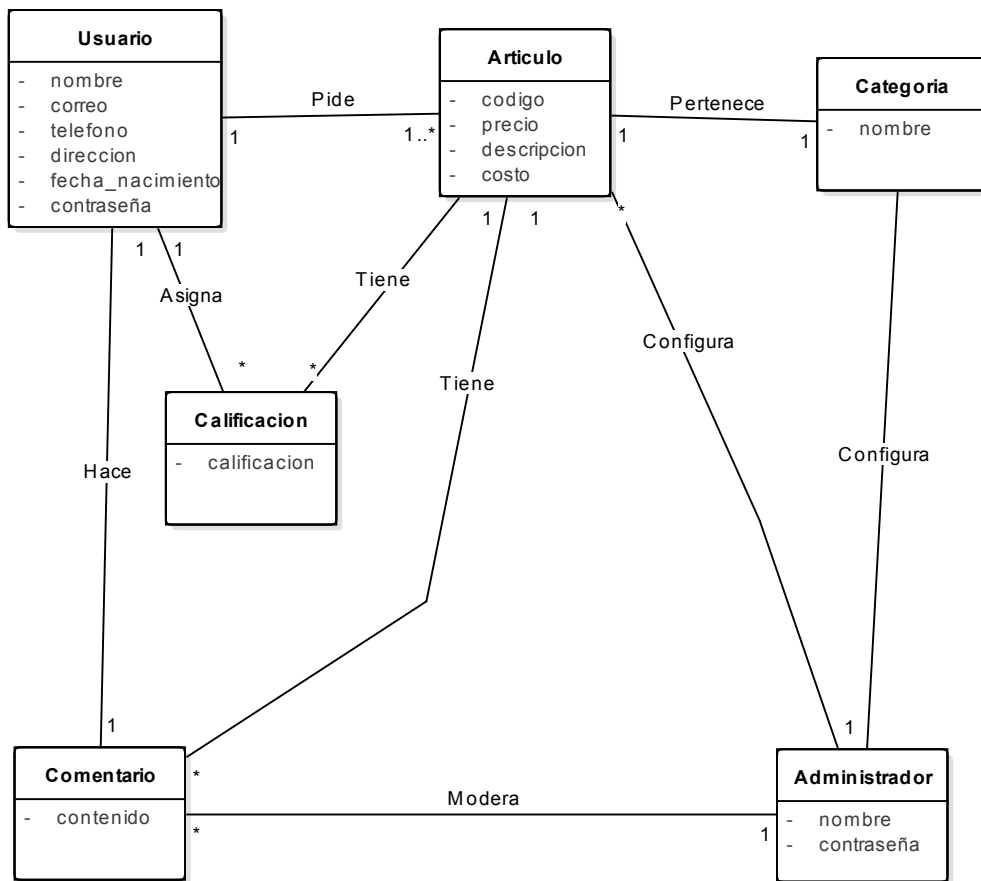 Usuario
- nombre
- correo
- telefono
- direccion
- fecha_nacimiento
- contraseña
Articulo
- codigo
- precio
- descripcion
- costo
Categoria
- nombre
Pide
1
1..*
Pertenece
1
1
1
1
Asigna
*
1
1
Tiene
*
*
Configura
Tiene
Calificacion
- calificacion
Hace
Configura
1
1
Comentario
- contenido
*
Modera
*
1
Administrador
- nombre
- contraseña